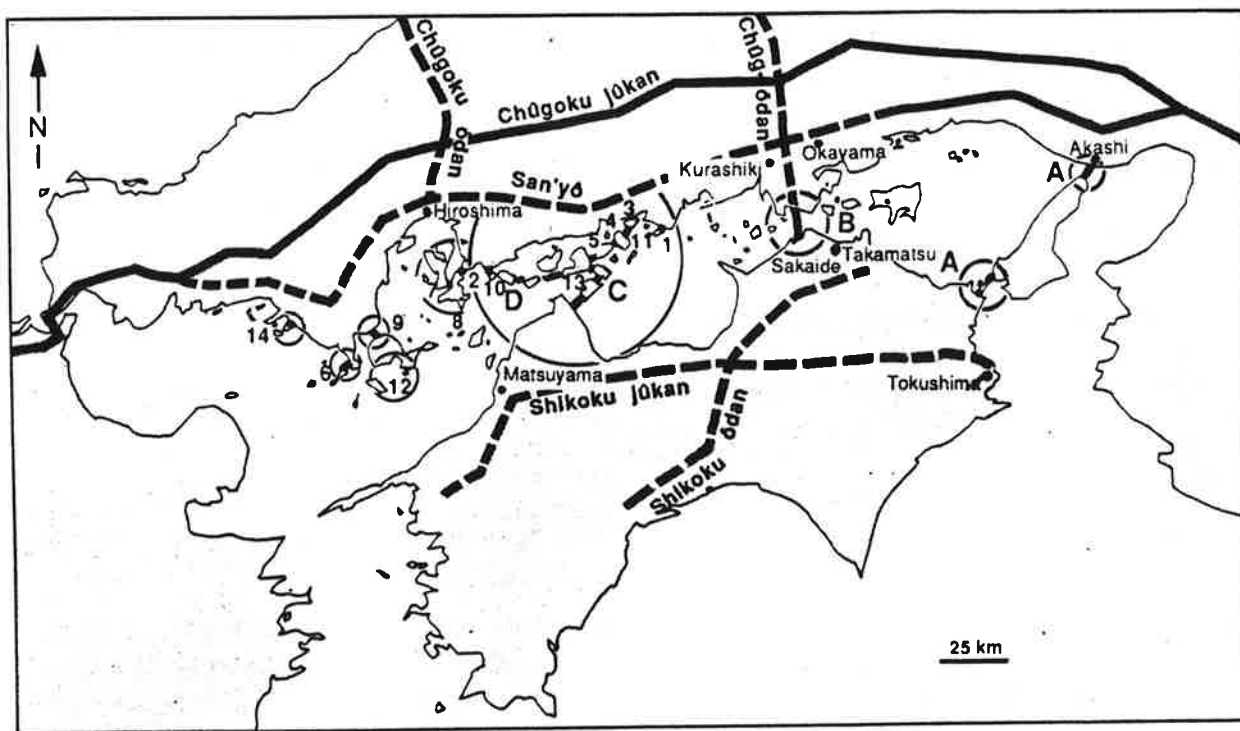 N
Chūgoku
ōdan
Chūgoku jūkan
Chūg-ōdan
San'yō
Hiroshima
Kurashiki
Okayama
Akashi
A
B
Takamatsu
Sakaide
A
3
4
5
11
1
2
10
D
13
C
8
9
14
6
12
Matsuyama
Shikoku jūkan
Tokushima
Shikoku
ōdan
25 km